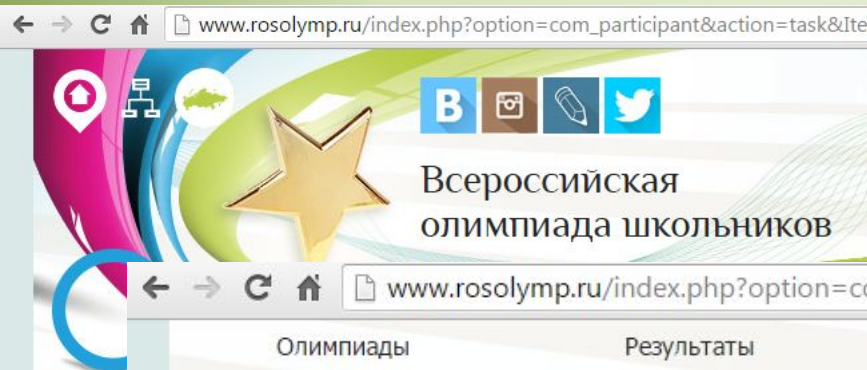 www.rosolymp.ru/index.php?option=com_participant&action=task&Ite
B
Всероссийская
олимпиада школьников
www.rosolymp.ru/index.php?option=co
Олимпиады Результаты